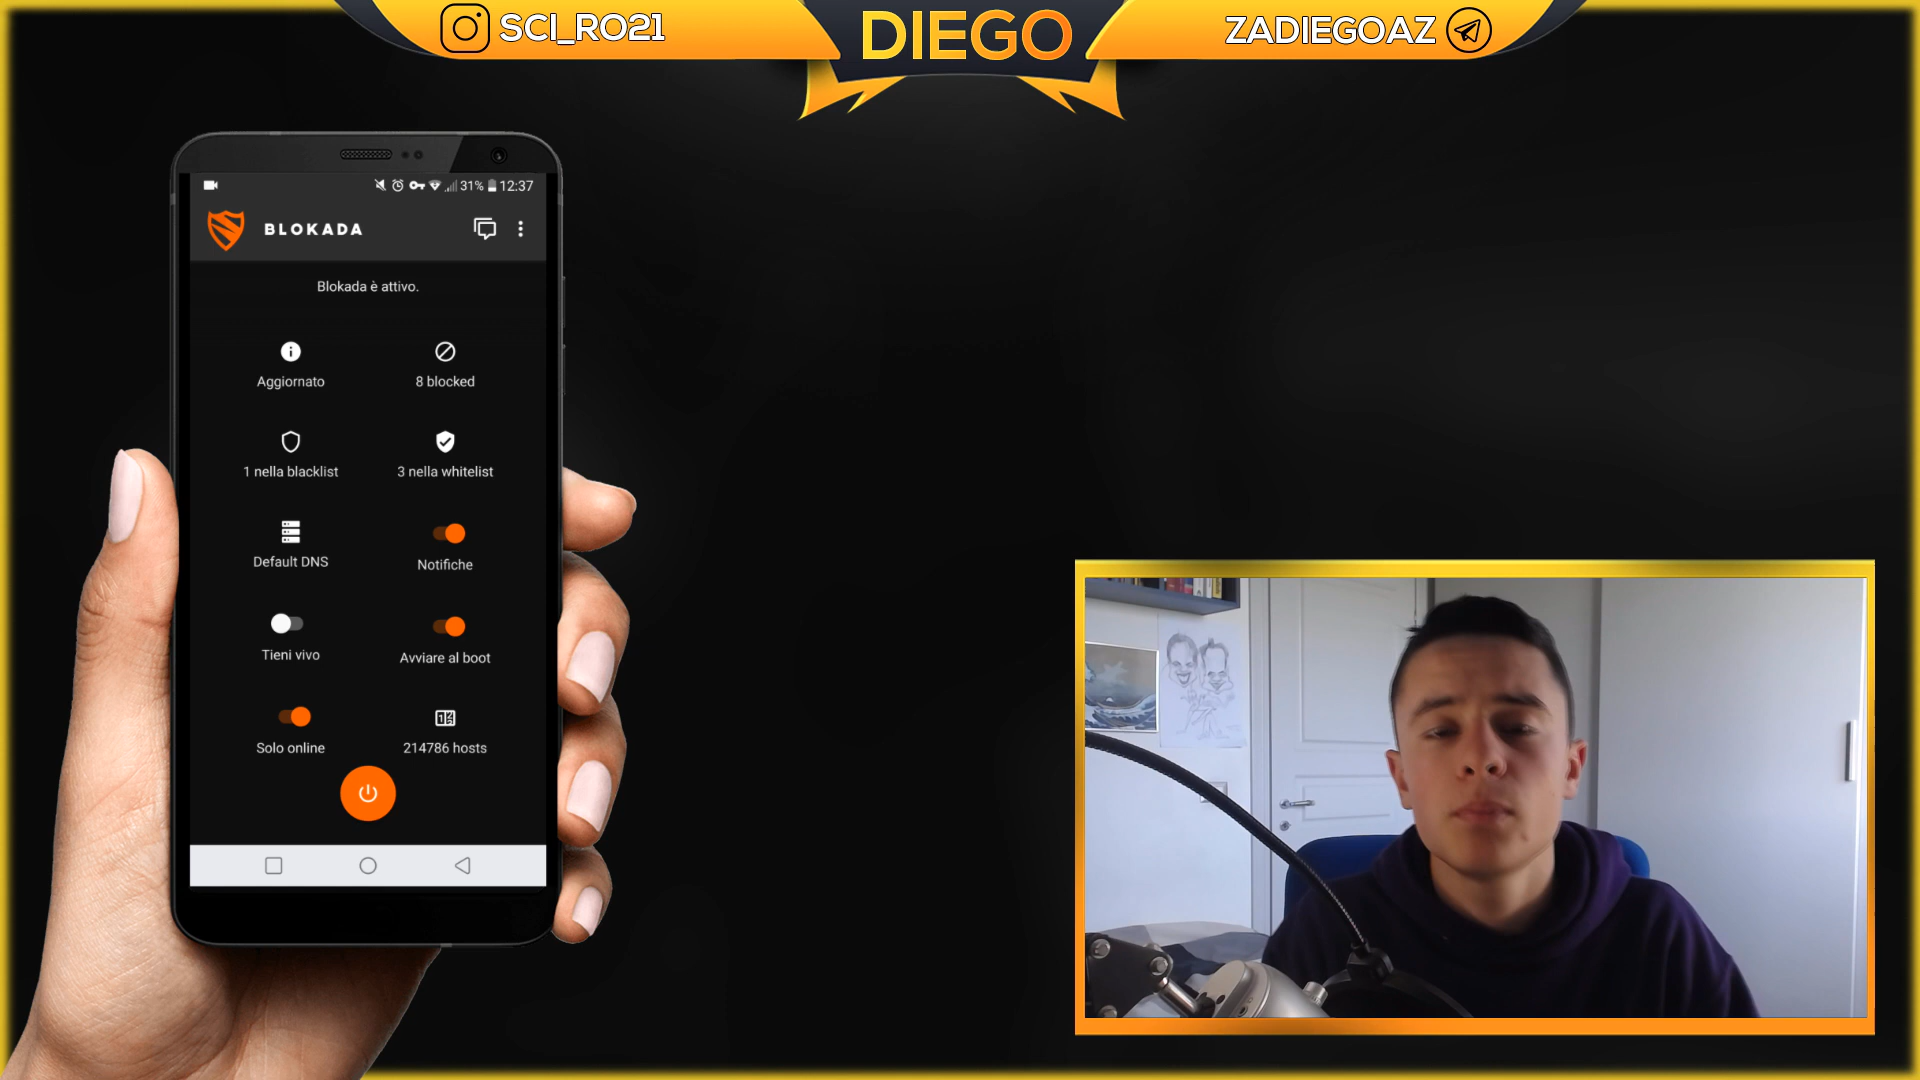 SCI_RO21
DIEGO
ZADIEGOAZ
31% 12:37
BLOKADA
Blokada è attivo.
Aggiornato
8 blocked
1 nella blacklist
3 nella whitelist
Default DNS
Notifiche
Tieni vivo
Avviare al boot
Solo online
214786 hosts